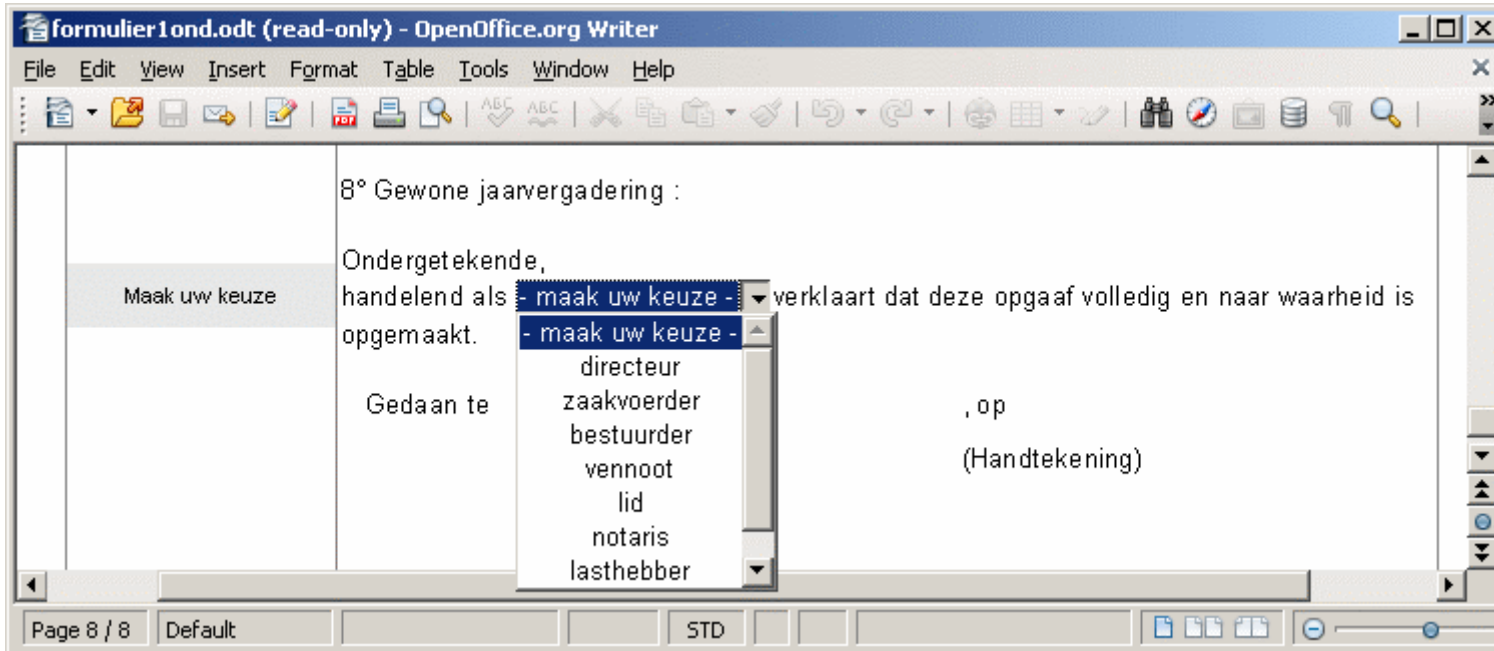 formulier1ond.odt (read-only) - OpenOffice.org Writer
File Edit View Insert Format Table Tools Window Help
8° Gewone jaarvergadering :
Ondergetekende,
Maak uw keuze
handelend als - maak uw keuze - verklaart dat deze opgaaf volledig en naar waarheid is
opgemaakt.
- maak uw keuze -
directeur
zaakvoerder
bestuurder
vennoot
lid
notaris
lasthebber
Gedaan te , op
(Handtekening)
Page 8 / 8 Default STD